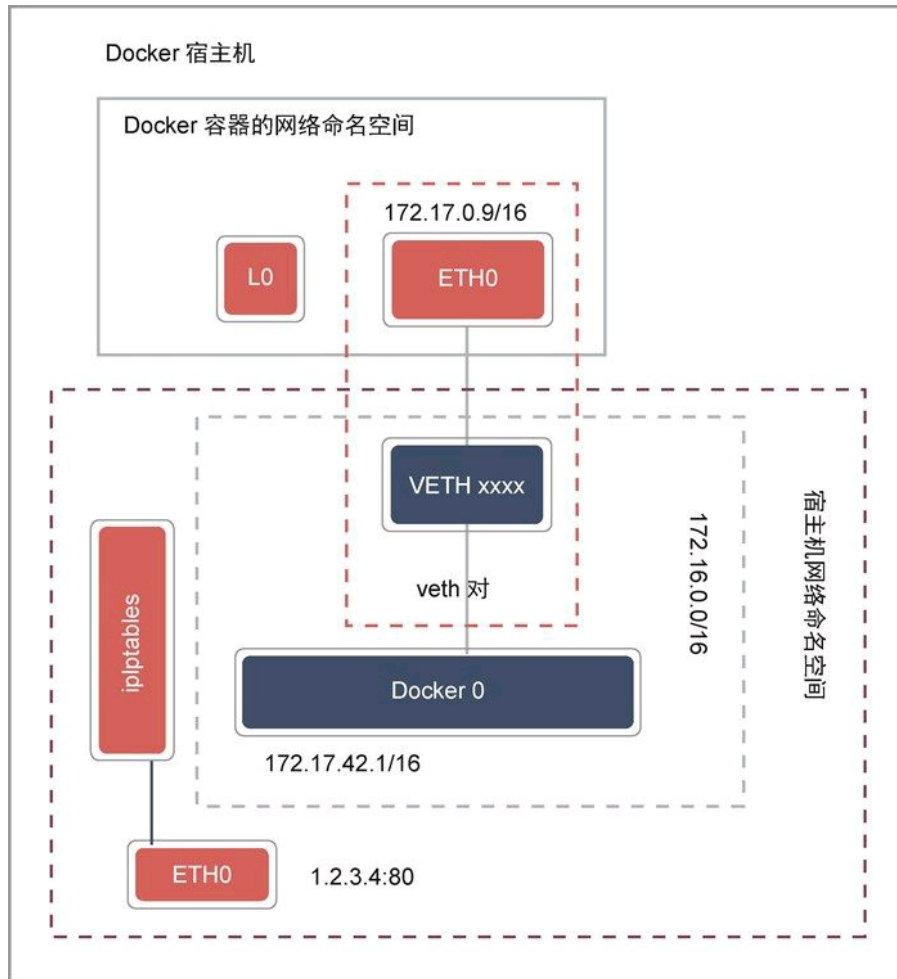 Docker 宿主机
Docker 容器的网络命名空间
172.17.0.9/16
L0
ETH0
VETH xxxx
veth 对
172.16.0.0/16
宿主机网络命名空间
iplptables
Docker 0
172.17.42.1/16
ETH0
1.2.3.4:80